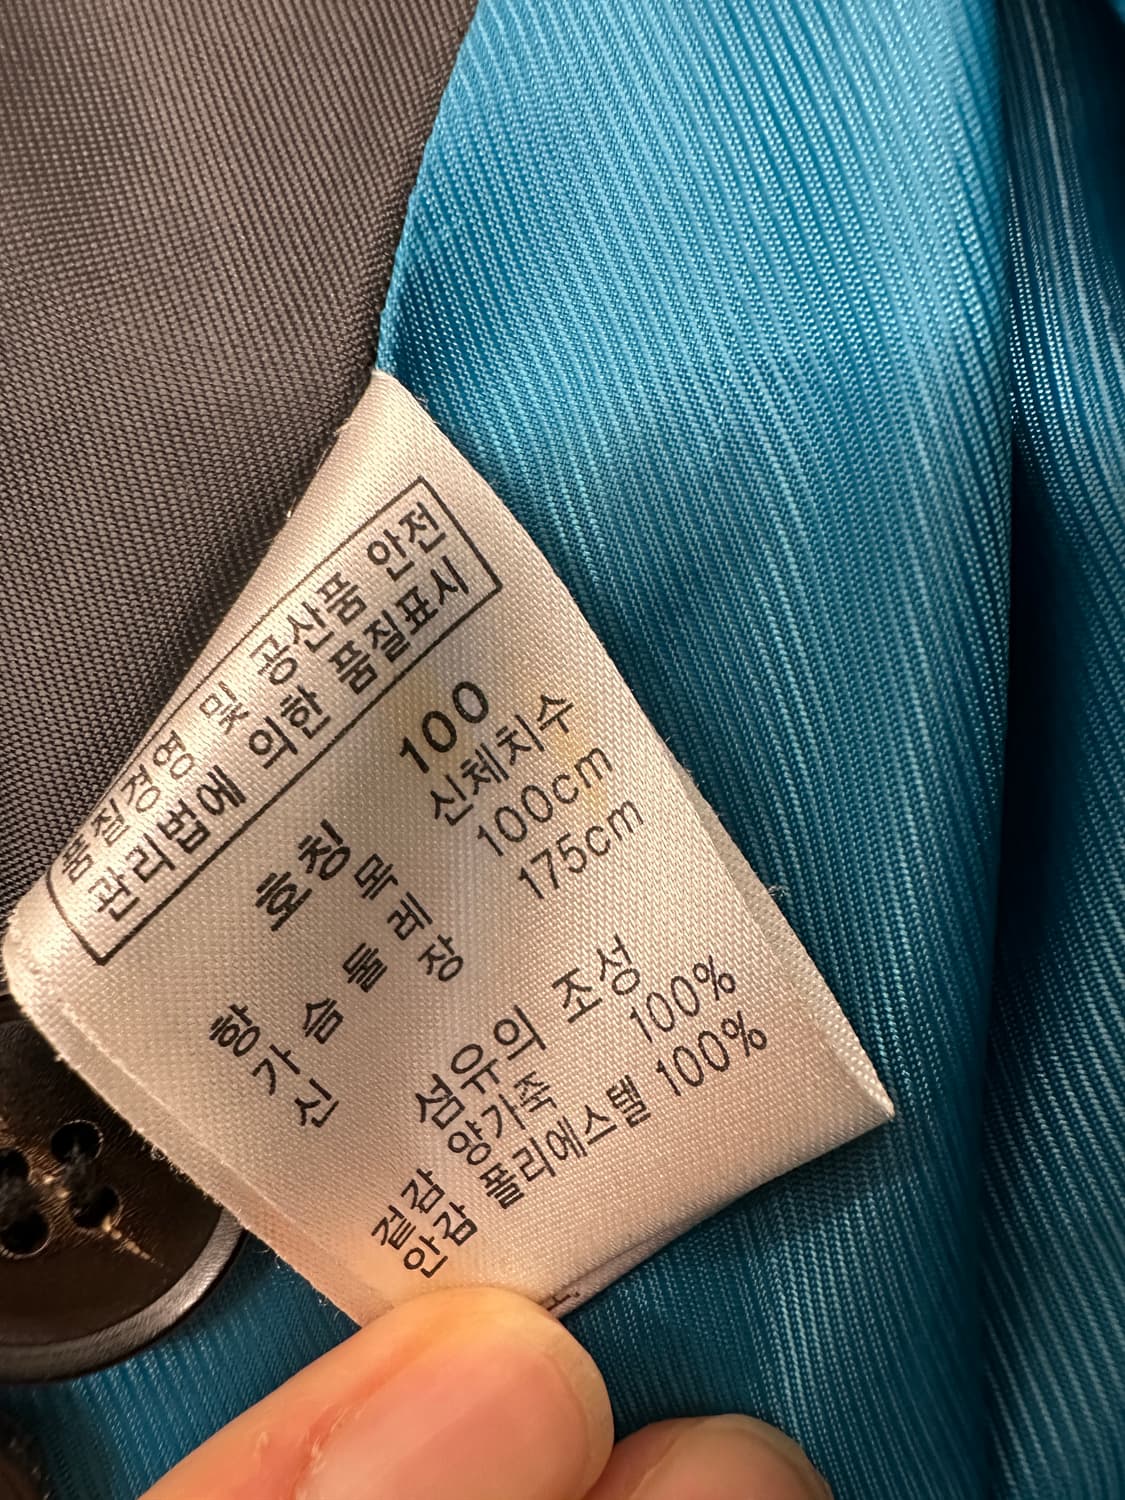 품질경영 및 공산품 안전
관리법에 의한 품질표시
호칭 100
항 목 신체치수
가슴둘레 100cm
신 장 175cm
섬유의 조성
겉감 양가죽 100%
안감 폴리에스텔 100%